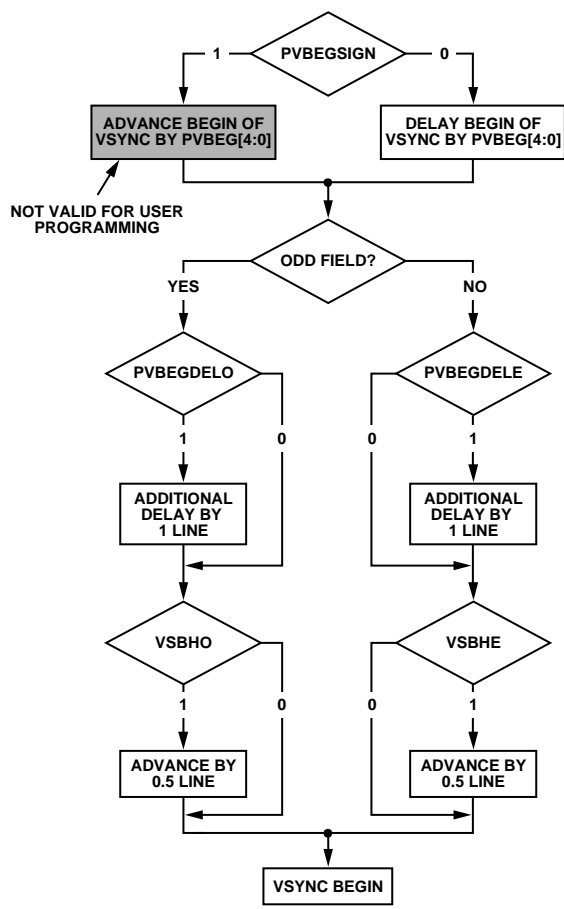 PVBEGSIGN
1
0
ADVANCE BEGIN OF
VSYNC BY PVBEG[4:0]
DELAY BEGIN OF
VSYNC BY PVBEG[4:0]
NOT VALID FOR USER
PROGRAMMING
ODD FIELD?
YES
NO
PVBEGDELO
PVBEGDELE
1
0
0
1
ADDITIONAL
DELAY BY
1 LINE
ADDITIONAL
DELAY BY
1 LINE
VSBHO
VSBHE
1
0
0
1
ADVANCE BY
0.5 LINE
ADVANCE BY
0.5 LINE
VSYNC BEGIN